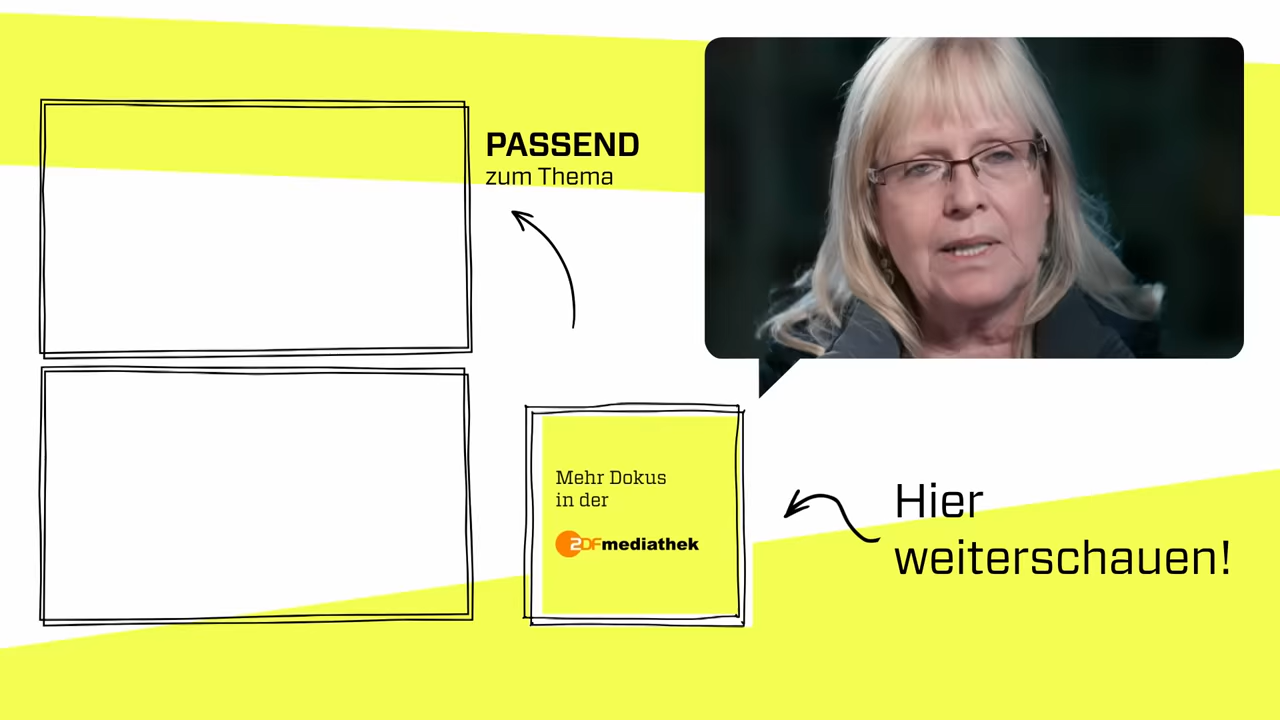 PASSEND
zum Thema
Mehr Dokus
in der
ZDFmediathek
Hier
weiterschauen!